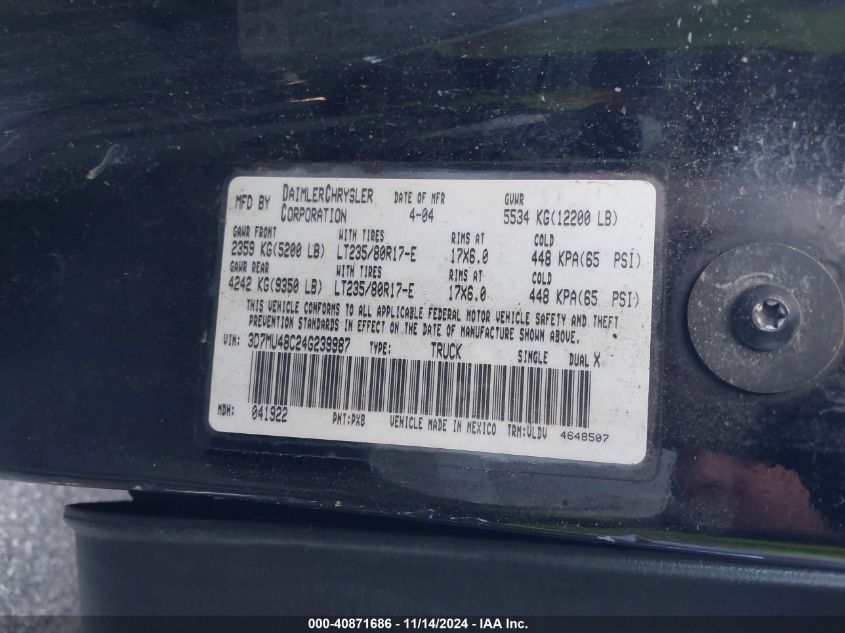 MFD BY DAIMLERCHRYSLER CORPORATION DATE OF MFR 4-04 GVWR 5534 KG(12200 LB)
GAWR FRONT WITH TIRES RIMS AT COLD
2359 KG(5200 LB) LT235/80R17-E 17X6.0 448 KPA(65 PSI)
GAWR REAR WITH TIRES RIMS AT COLD
4242 KG(9350 LB) LT235/80R17-E 17X6.0 448 KPA(65 PSI)
THIS VEHICLE CONFORMS TO ALL APPLICABLE FEDERAL MOTOR VEHICLE SAFETY AND THEFT
PREVENTION STANDARDS IN EFFECT ON THE DATE OF MANUFACTURE SHOWN ABOVE.
VIN: 3D7MU48C24G239987 TYPE: TRUCK SINGLE DUAL X
MDH: 041922 PNT:PX8 VEHICLE MADE IN MEXICO TRM:VLDV 4648507
000-40871686 - 11/14/2024 - IAA Inc.